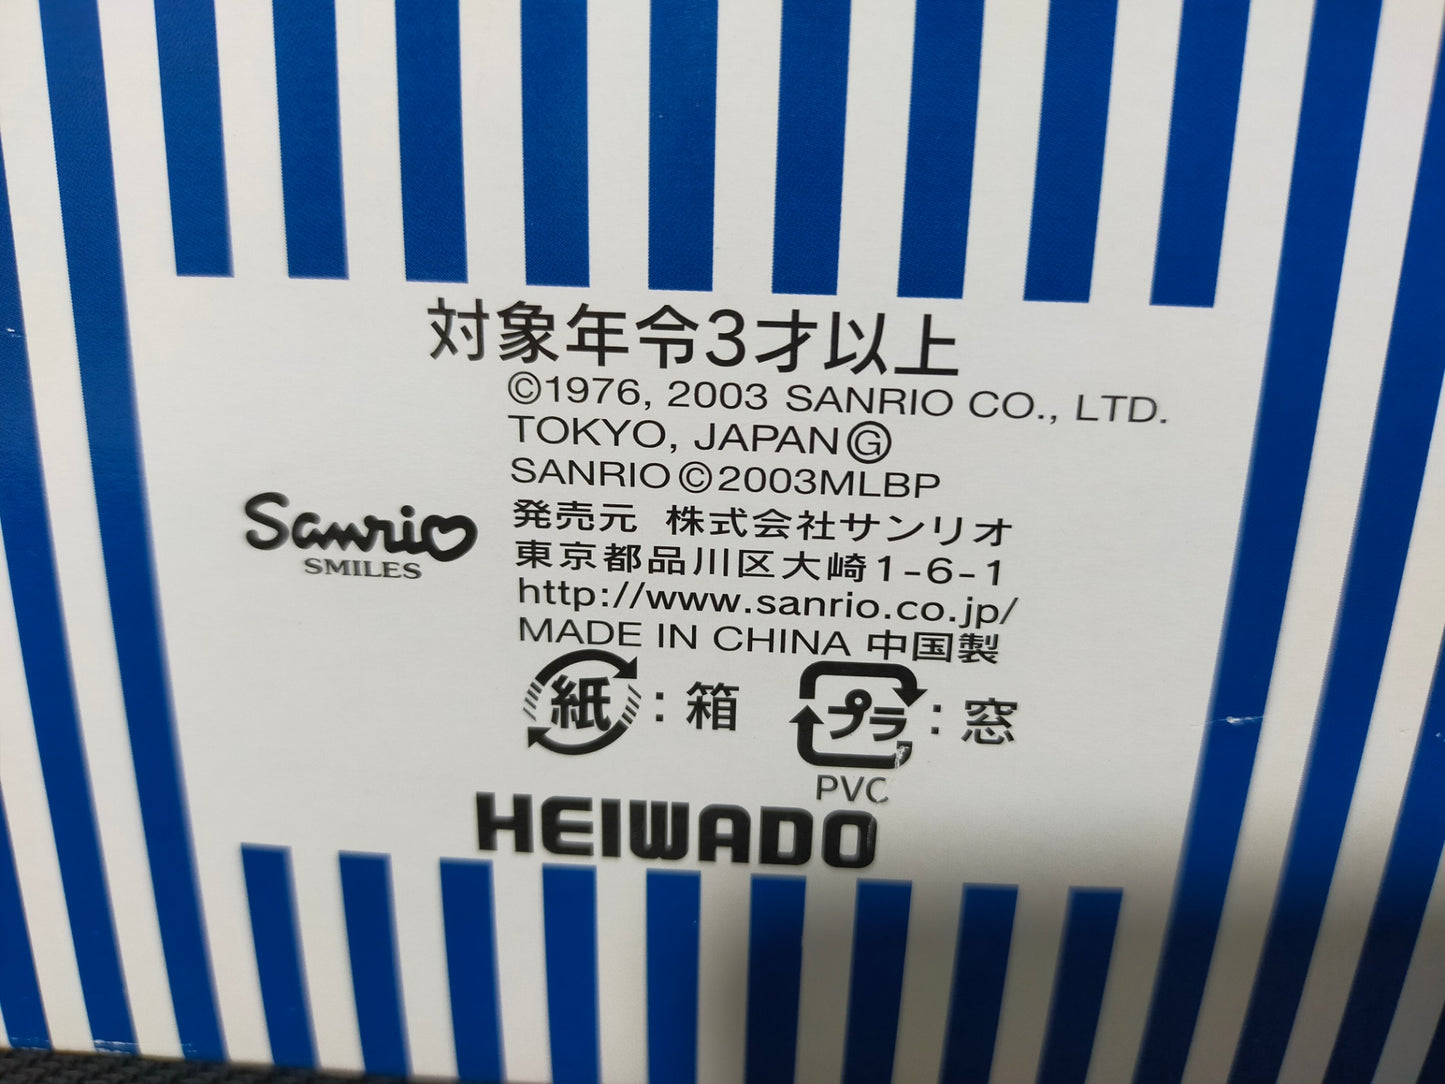 対象年令3才以上
©1976, 2003 SANRIO CO., LTD.
TOKYO, JAPAN Ⓖ
SANRIO ©2003MLBP
発売元 株式会社サンリオ
東京都品川区大崎1-6-1
http://www.sanrio.co.jp/
MADE IN CHINA 中国製
Sanrio
SMILES
紙：箱 プラ：窓
PVC
HEIWADO